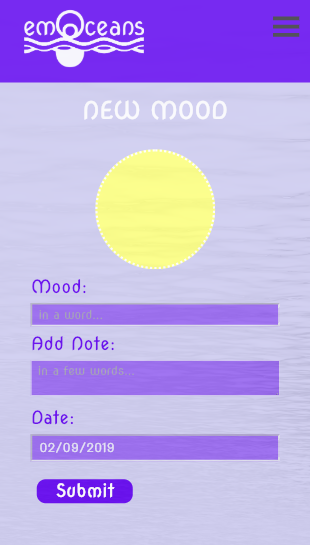 emOceans
NEW MOOD
Mood:
in a word...
Add Note:
in a few words...
Date:
02/09/2019
Submit